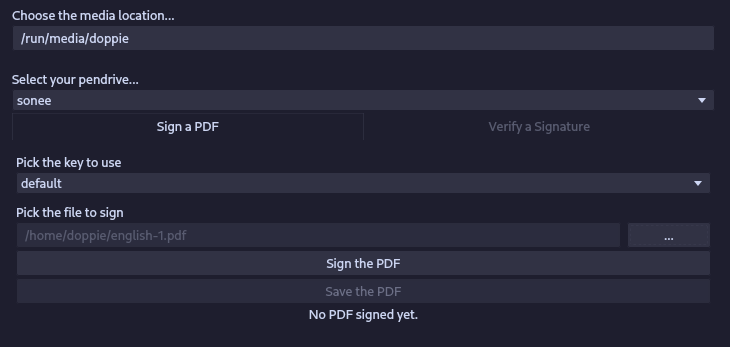 Choose the media location...
/run/media/doppie
Select your pendrive...
sonee
Sign a PDF
Verify a Signature
Pick the key to use
default
Pick the file to sign
/home/doppie/english-1.pdf
...
Sign the PDF
Save the PDF
No PDF signed yet.